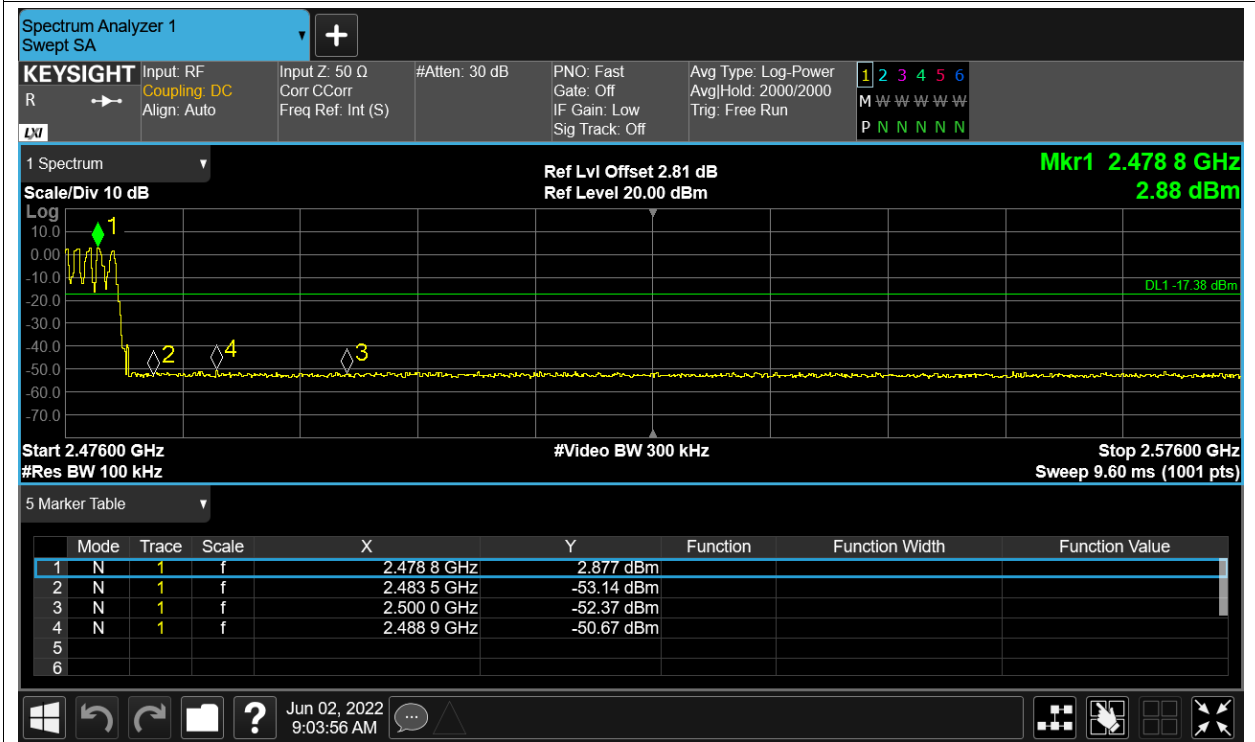 Spectrum Analyzer 1
Swept SA
+
KEYSIGHT
R
LXI
Input: RF
Coupling: DC
Align: Auto
Input Z: 50 Ω
Corr CCorr
Freq Ref: Int (S)
#Atten: 30 dB
PNO: Fast
Gate: Off
IF Gain: Low
Sig Track: Off
Avg Type: Log-Power
Avg|Hold: 2000/2000
Trig: Free Run
1 2 3 4 5 6
M W W W W W
P N N N N N
1 Spectrum
Scale/Div 10 dB
Ref Lvl Offset 2.81 dB
Ref Level 20.00 dBm
Mkr1 2.478 8 GHz
2.88 dBm
Log
10.0
0.00
-10.0
-20.0
-30.0
-40.0
-50.0
-60.0
-70.0
1
2
4
3
DL1 -17.38 dBm
Start 2.47600 GHz
#Res BW 100 kHz
#Video BW 300 kHz
Stop 2.57600 GHz
Sweep 9.60 ms (1001 pts)
5 Marker Table
Mode Trace Scale X Y Function Function Width Function Value
1 N 1 f 2.478 8 GHz 2.877 dBm
2 N 1 f 2.483 5 GHz -53.14 dBm
3 N 1 f 2.500 0 GHz -52.37 dBm
4 N 1 f 2.488 9 GHz -50.67 dBm
5
6
?
Jun 02, 2022
9:03:56 AM